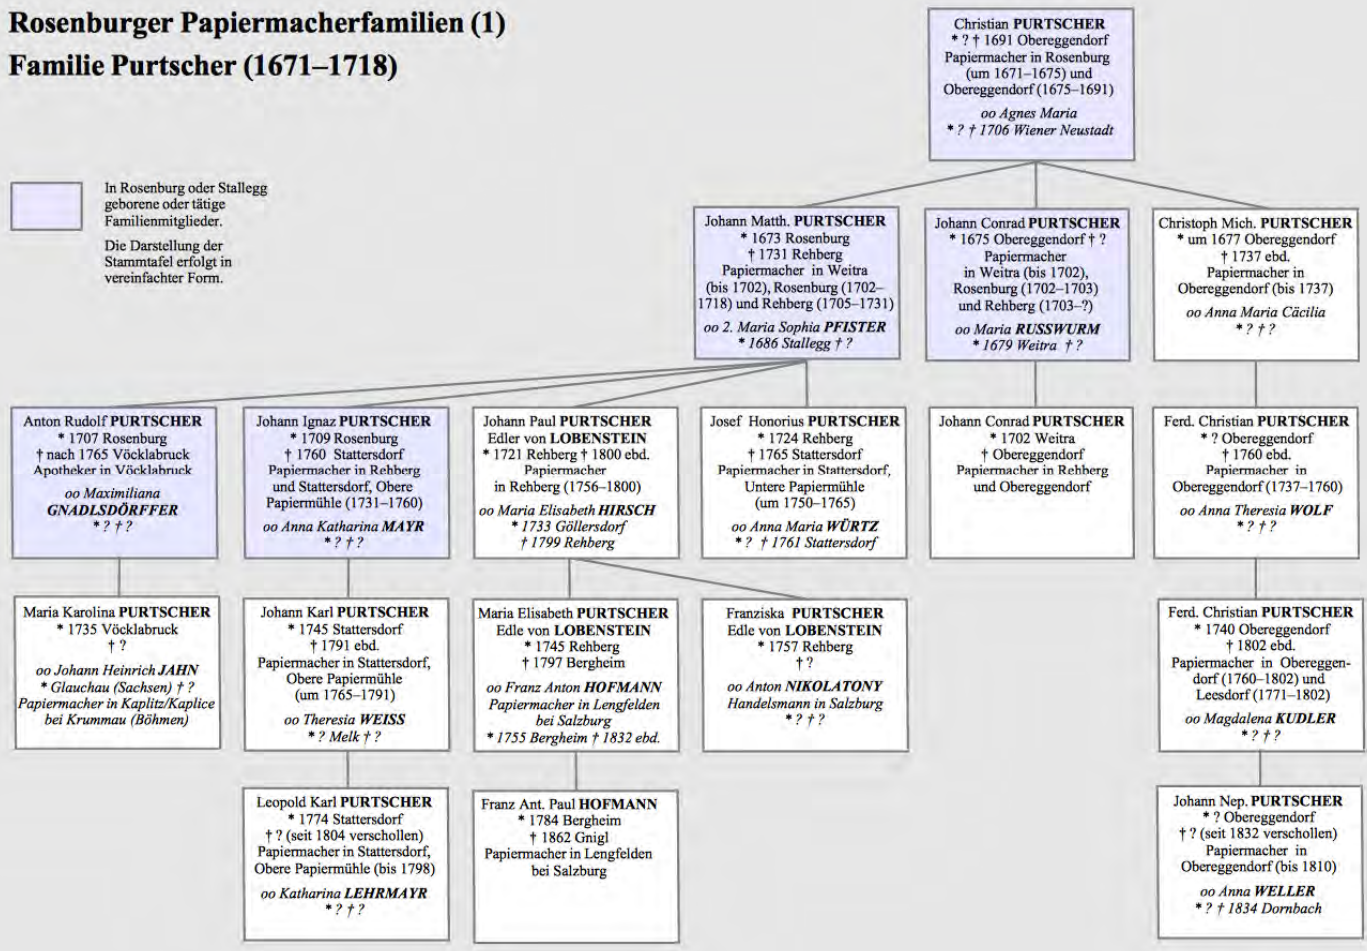 Rosenburger Papiermacherfamilien (1)
Familie Purtscher (1671–1718)
In Rosenburg oder Stallegg
geborene oder tätige
Familienmitglieder.
Die Darstellung der
Stammtafel erfolgt in
vereinfachter Form.
Christian PURTSCHER
* ? † 1691 Obereggendorf
Papiermacher in Rosenburg
(um 1671–1675) und
Obereggendorf (1675–1691)
oo Agnes Maria
* ? † 1706 Wiener Neustadt
Johann Matth. PURTSCHER
* 1673 Rosenburg
† 1731 Rehberg
Papiermacher in Weitra
(bis 1702), Rosenburg (1702–
1718) und Rehberg (1705–1731)
oo 2. Maria Sophia PFISTER
* 1686 Stallegg † ?
Johann Conrad PURTSCHER
* 1675 Obereggendorf † ?
Papiermacher
in Weitra (bis 1702),
Rosenburg (1702–1703)
und Rehberg (1703–?)
oo Maria RUSSWURM
* 1679 Weitra † ?
Christoph Mich. PURTSCHER
* um 1677 Obereggendorf
† 1737 ebd.
Papiermacher in
Obereggendorf (bis 1737)
oo Anna Maria Cäcilia
* ? † ?
Anton Rudolf PURTSCHER
* 1707 Rosenburg
† nach 1765 Vöcklabruck
Apotheker in Vöcklabruck
oo Maximiliana
GNADLSDÖRFFER
* ? † ?
Johann Ignaz PURTSCHER
* 1709 Rosenburg
† 1760 Stattersdorf
Papiermacher in Rehberg
und Stattersdorf, Obere
Papiermühle (1731–1760)
oo Anna Katharina MAYR
* ? † ?
Johann Paul PURTSCHER
Edler von LOBENSTEIN
* 1721 Rehberg † 1800 ebd.
Papiermacher
in Rehberg (1756–1800)
oo Maria Elisabeth HIRSCH
* 1733 Göllersdorf
† 1799 Rehberg
Josef Honorius PURTSCHER
* 1724 Rehberg
† 1765 Stattersdorf
Papiermacher in Stattersdorf,
Untere Papiermühle
(um 1750–1765)
oo Anna Maria WÜRTZ
* ? † 1761 Stattersdorf
Johann Conrad PURTSCHER
* 1702 Weitra
† Obereggendorf
Papiermacher in Rehberg
und Obereggendorf
Ferd. Christian PURTSCHER
* ? Obereggendorf
† 1760 ebd.
Papiermacher in
Obereggendorf (1737–1760)
oo Anna Theresia WOLF
* ? † ?
Maria Karolina PURTSCHER
* 1735 Vöcklabruck
† ?
oo Johann Heinrich JAHN
* Glauchau (Sachsen) † ?
Papiermacher in Kaplitz/Kaplice
bei Krummau (Böhmen)
Johann Karl PURTSCHER
* 1745 Stattersdorf
† 1791 ebd.
Papiermacher in Stattersdorf,
Obere Papiermühle
(um 1765–1791)
oo Theresia WEISS
* ? Melk † ?
Maria Elisabeth PURTSCHER
Edle von LOBENSTEIN
* 1745 Rehberg
† 1797 Bergheim
oo Franz Anton HOFMANN
Papiermacher in Lengfelden
bei Salzburg
* 1755 Bergheim † 1832 ebd.
Franziska PURTSCHER
Edle von LOBENSTEIN
* 1757 Rehberg
† ?
oo Anton NIKOLATONY
Handelsmann in Salzburg
* ? † ?
Ferd. Christian PURTSCHER
* 1740 Obereggendorf
† 1802 ebd.
Papiermacher in Obereggen-
dorf (1760–1802) und
Leesdorf (1771–1802)
oo Magdalena KUDLER
* ? † ?
Leopold Karl PURTSCHER
* 1774 Stattersdorf
† ? (seit 1804 verschollen)
Papiermacher in Stattersdorf,
Obere Papiermühle (bis 1798)
oo Katharina LEHRMAYR
* ? † ?
Franz Ant. Paul HOFMANN
* 1784 Bergheim
† 1862 Gnigl
Papiermacher in Lengfelden
bei Salzburg
Johann Nep. PURTSCHER
* ? Obereggendorf
† ? (seit 1832 verschollen)
Papiermacher in
Obereggendorf (bis 1810)
oo Anna WELLER
* ? † 1834 Dornbach